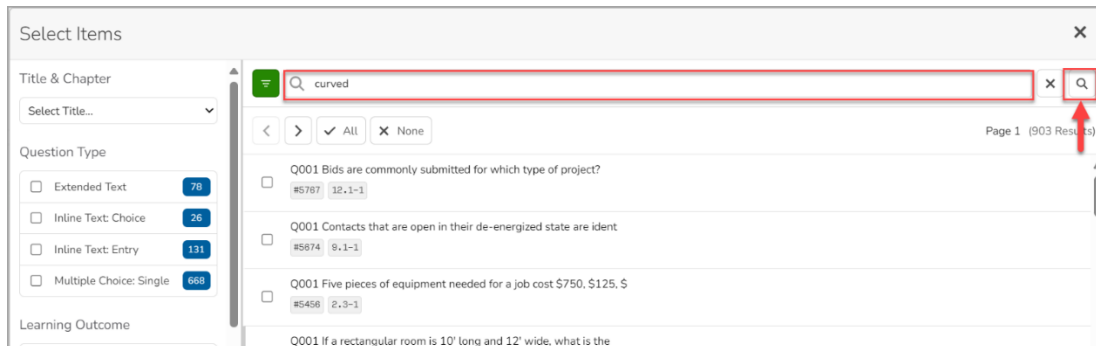 Select Items
Title & Chapter
Select Title...
Question Type
Extended Text 78
Inline Text: Choice 26
Inline Text: Entry 131
Multiple Choice: Single 668
Learning Outcome
curved
All None
Page 1 (903 Results)
Q001 Bids are commonly submitted for which type of project?
#5767 12.1-1
Q001 Contacts that are open in their de-energized state are ident
#5674 9.1-1
Q001 Five pieces of equipment needed for a job cost $750, $125, $
#5456 2.3-1
Q001 If a rectangular room is 10' long and 12' wide, what is the